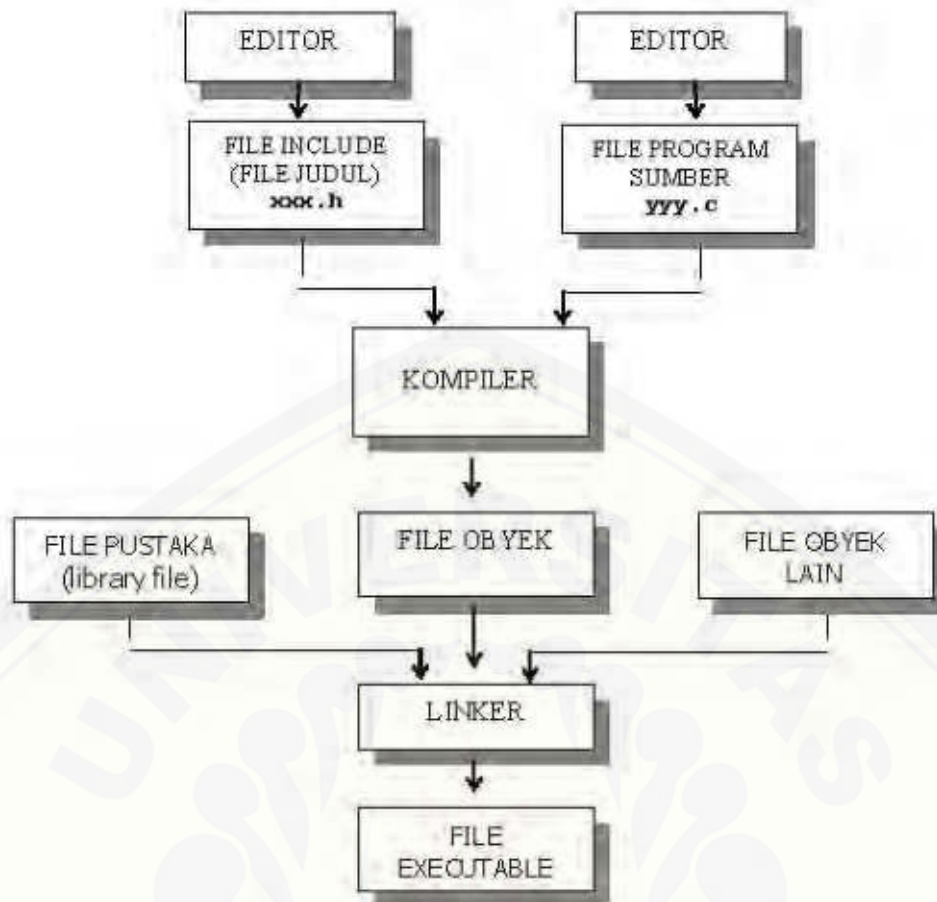 EDITOR
EDITOR
FILE INCLUDE
(FILE JUDUL)
xxx.h
FILE PROGRAM
SUMBER
yyy.c
KOMPILER
FILE PUSTAKA
(library file)
FILE OBYEK
FILE OBYEK
LAIN
LINKER
FILE
EXECUTABLE
UNIVERSITAS